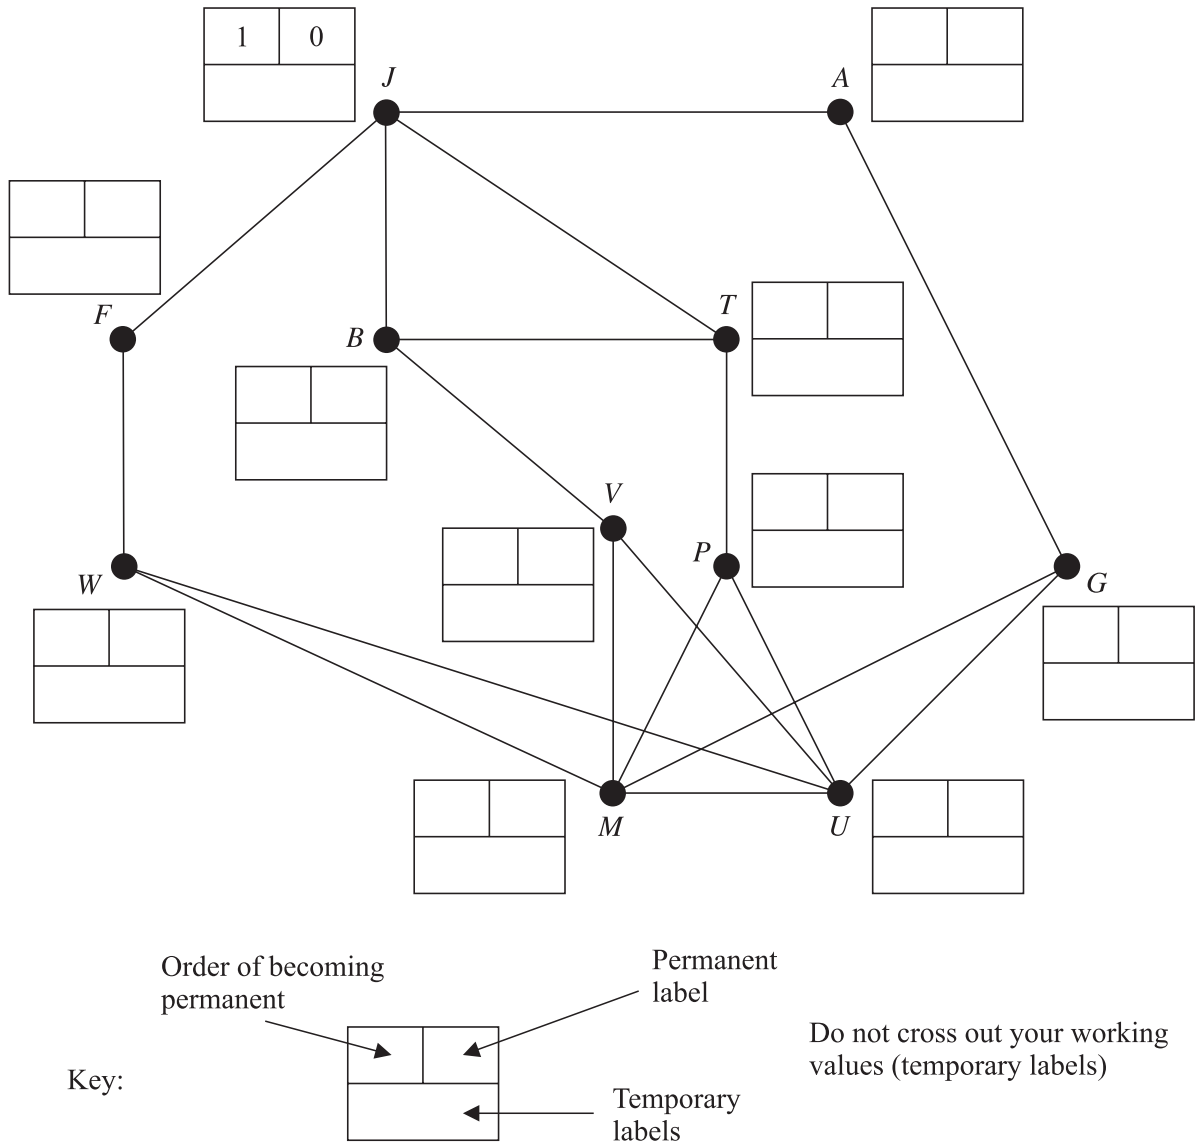 1 0
J
A
F
B
T
V
P
W
G
M
U
Order of becoming
permanent
Permanent
label
Key:
Temporary
labels
Do not cross out your working
values (temporary labels)